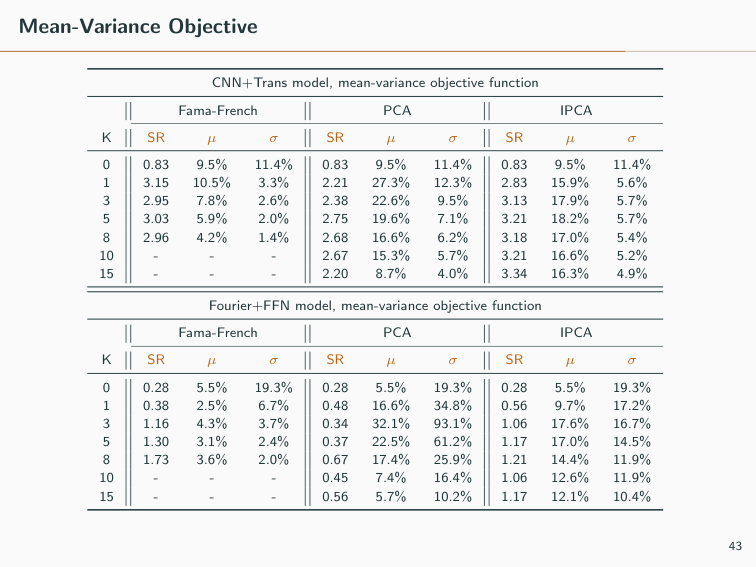 Mean-Variance Objective
CNN+Trans model, mean-variance objective function
Fama-French PCA IPCA
K SR μ σ SR μ σ SR μ σ
0 0.83 9.5% 11.4% 0.83 9.5% 11.4% 0.83 9.5% 11.4%
1 3.15 10.5% 3.3% 2.21 27.3% 12.3% 2.83 15.9% 5.6%
3 2.95 7.8% 2.6% 2.38 22.6% 9.5% 3.13 17.9% 5.7%
5 3.03 5.9% 2.0% 2.75 19.6% 7.1% 3.21 18.2% 5.7%
8 2.96 4.2% 1.4% 2.68 16.6% 6.2% 3.18 17.0% 5.4%
10 - - - 2.67 15.3% 5.7% 3.21 16.6% 5.2%
15 - - - 2.20 8.7% 4.0% 3.34 16.3% 4.9%
Fourier+FFN model, mean-variance objective function
Fama-French PCA IPCA
K SR μ σ SR μ σ SR μ σ
0 0.28 5.5% 19.3% 0.28 5.5% 19.3% 0.28 5.5% 19.3%
1 0.38 2.5% 6.7% 0.48 16.6% 34.8% 0.56 9.7% 17.2%
3 1.16 4.3% 3.7% 0.34 32.1% 93.1% 1.06 17.6% 16.7%
5 1.30 3.1% 2.4% 0.37 22.5% 61.2% 1.17 17.0% 14.5%
8 1.73 3.6% 2.0% 0.67 17.4% 25.9% 1.21 14.4% 11.9%
10 - - - 0.45 7.4% 16.4% 1.06 12.6% 11.9%
15 - - - 0.56 5.7% 10.2% 1.17 12.1% 10.4%
43